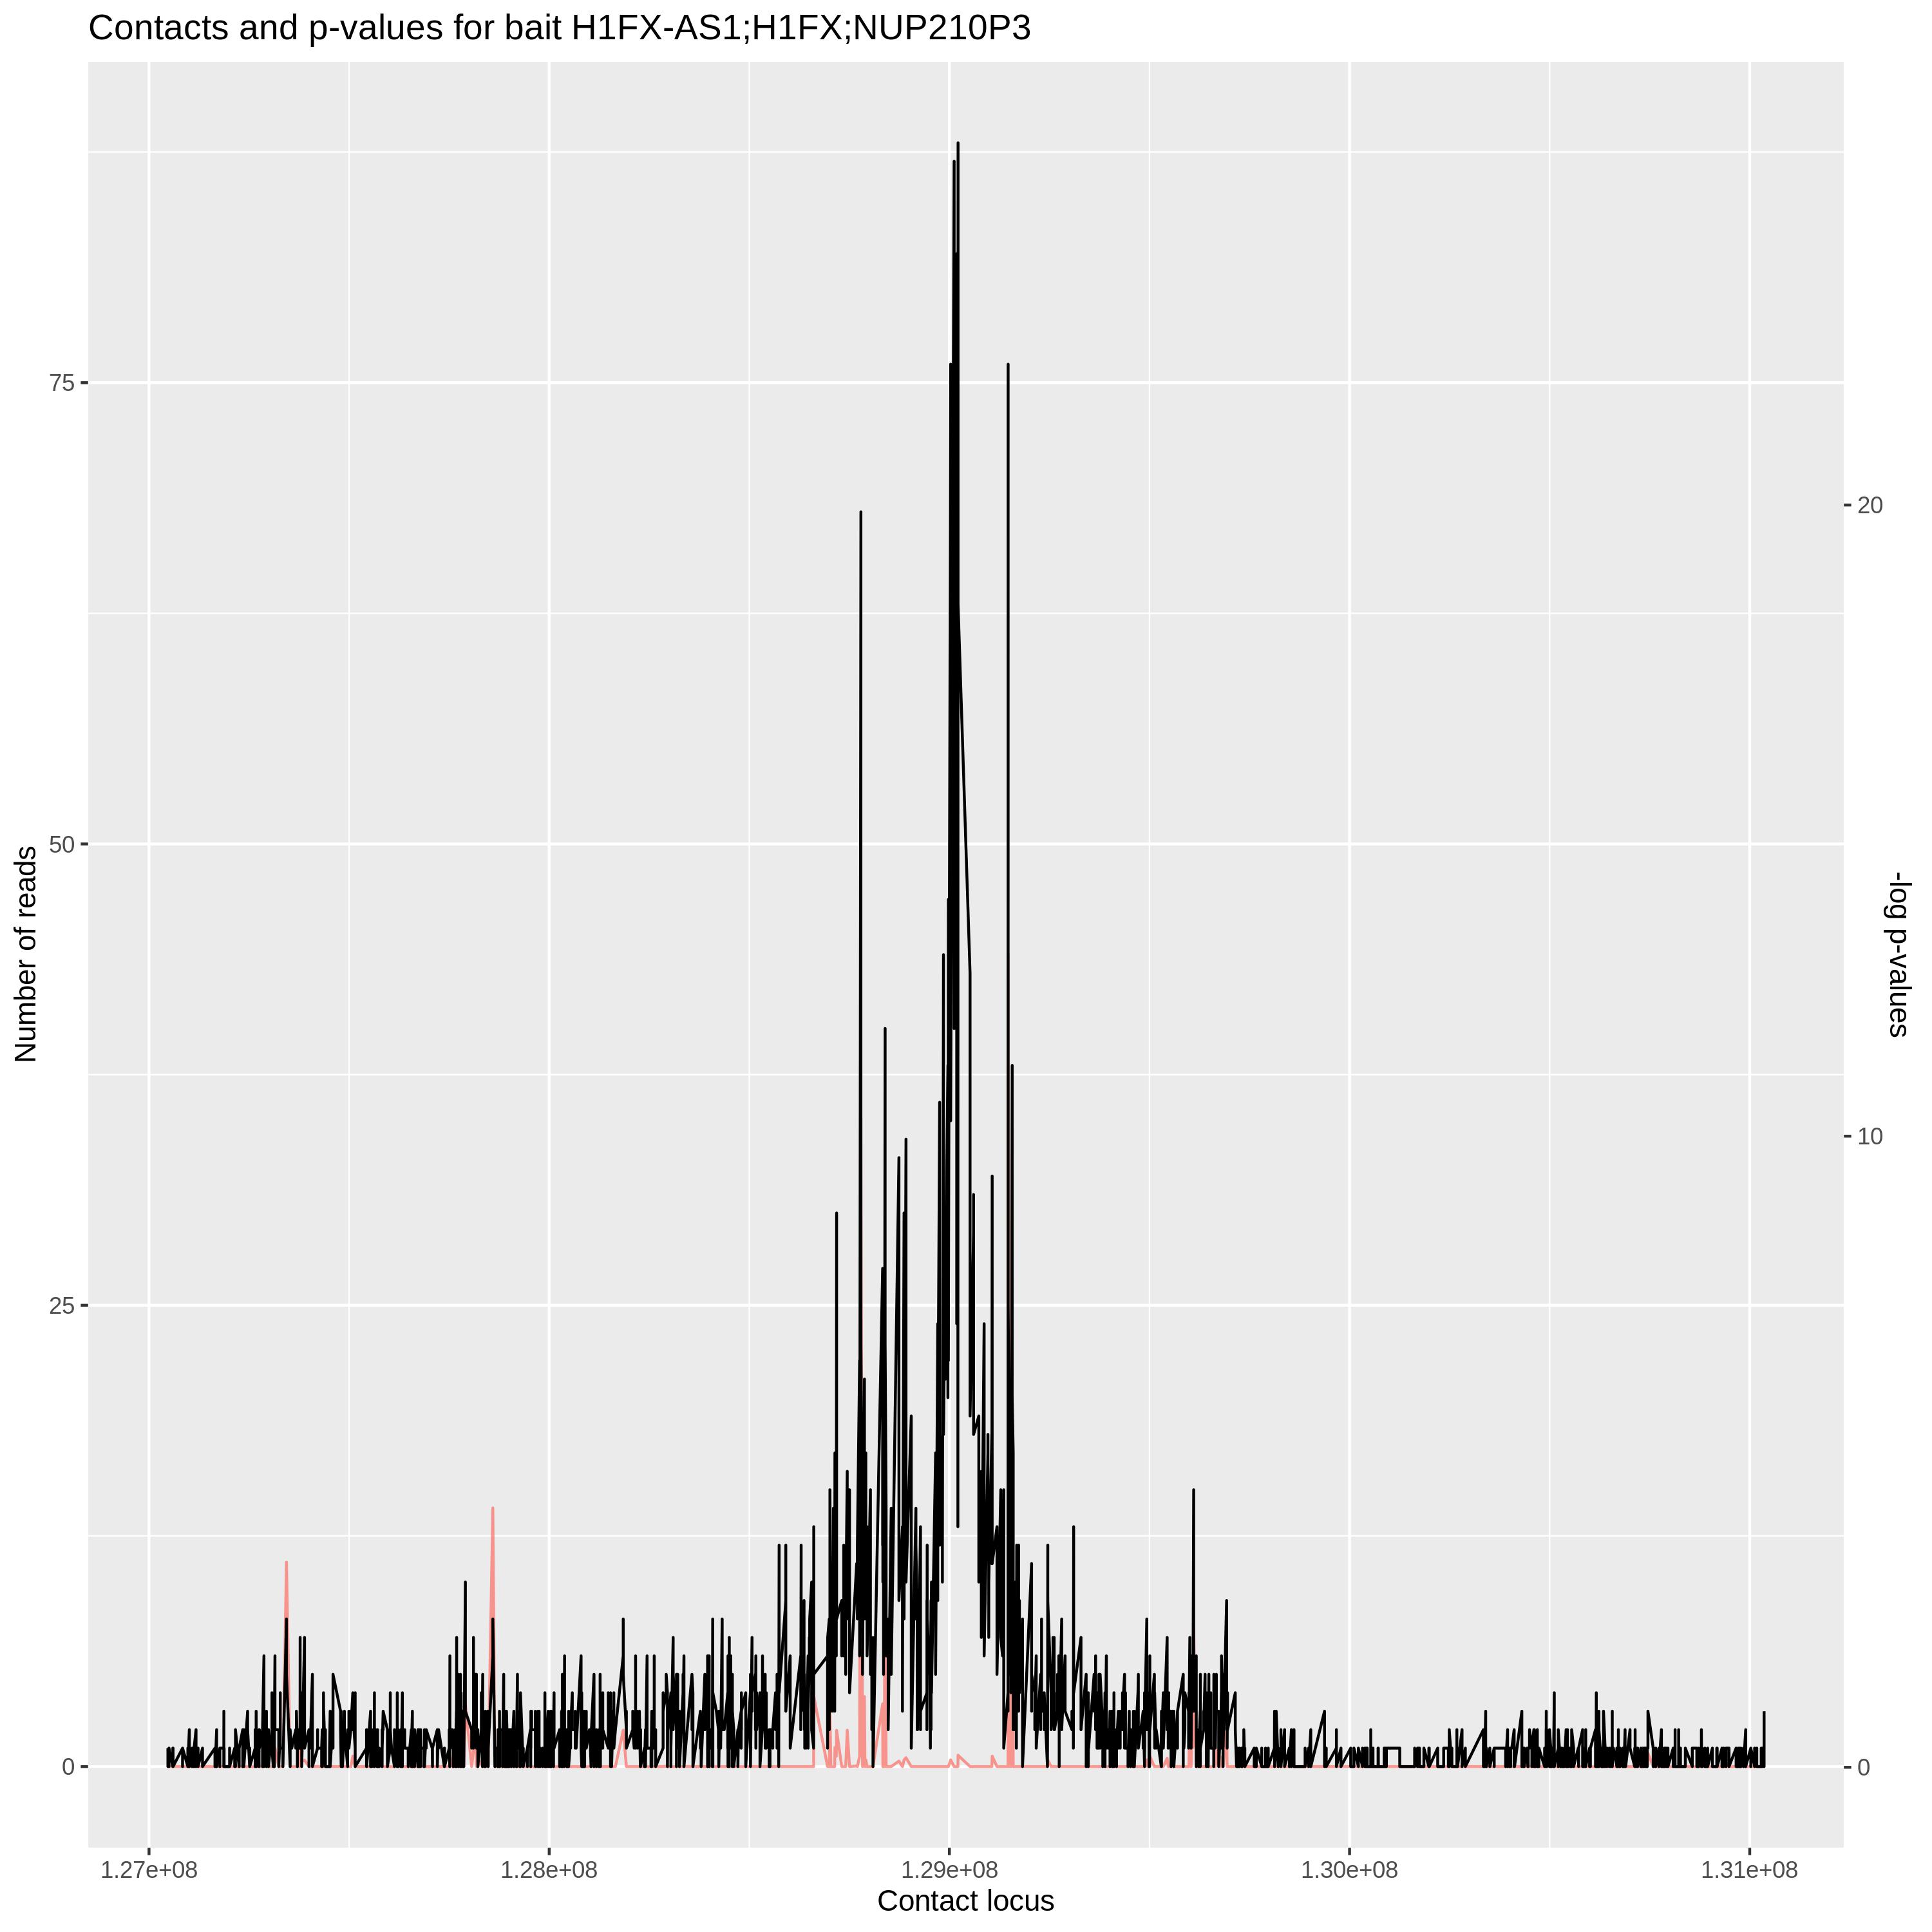 Contacts and p-values for bait H1FX-AS1;H1FX;NUP210P3
75
50
25
0
Number of reads
20
10
0
-log p-values
1.27e+08
1.28e+08
1.29e+08
1.30e+08
1.31e+08
Contact locus